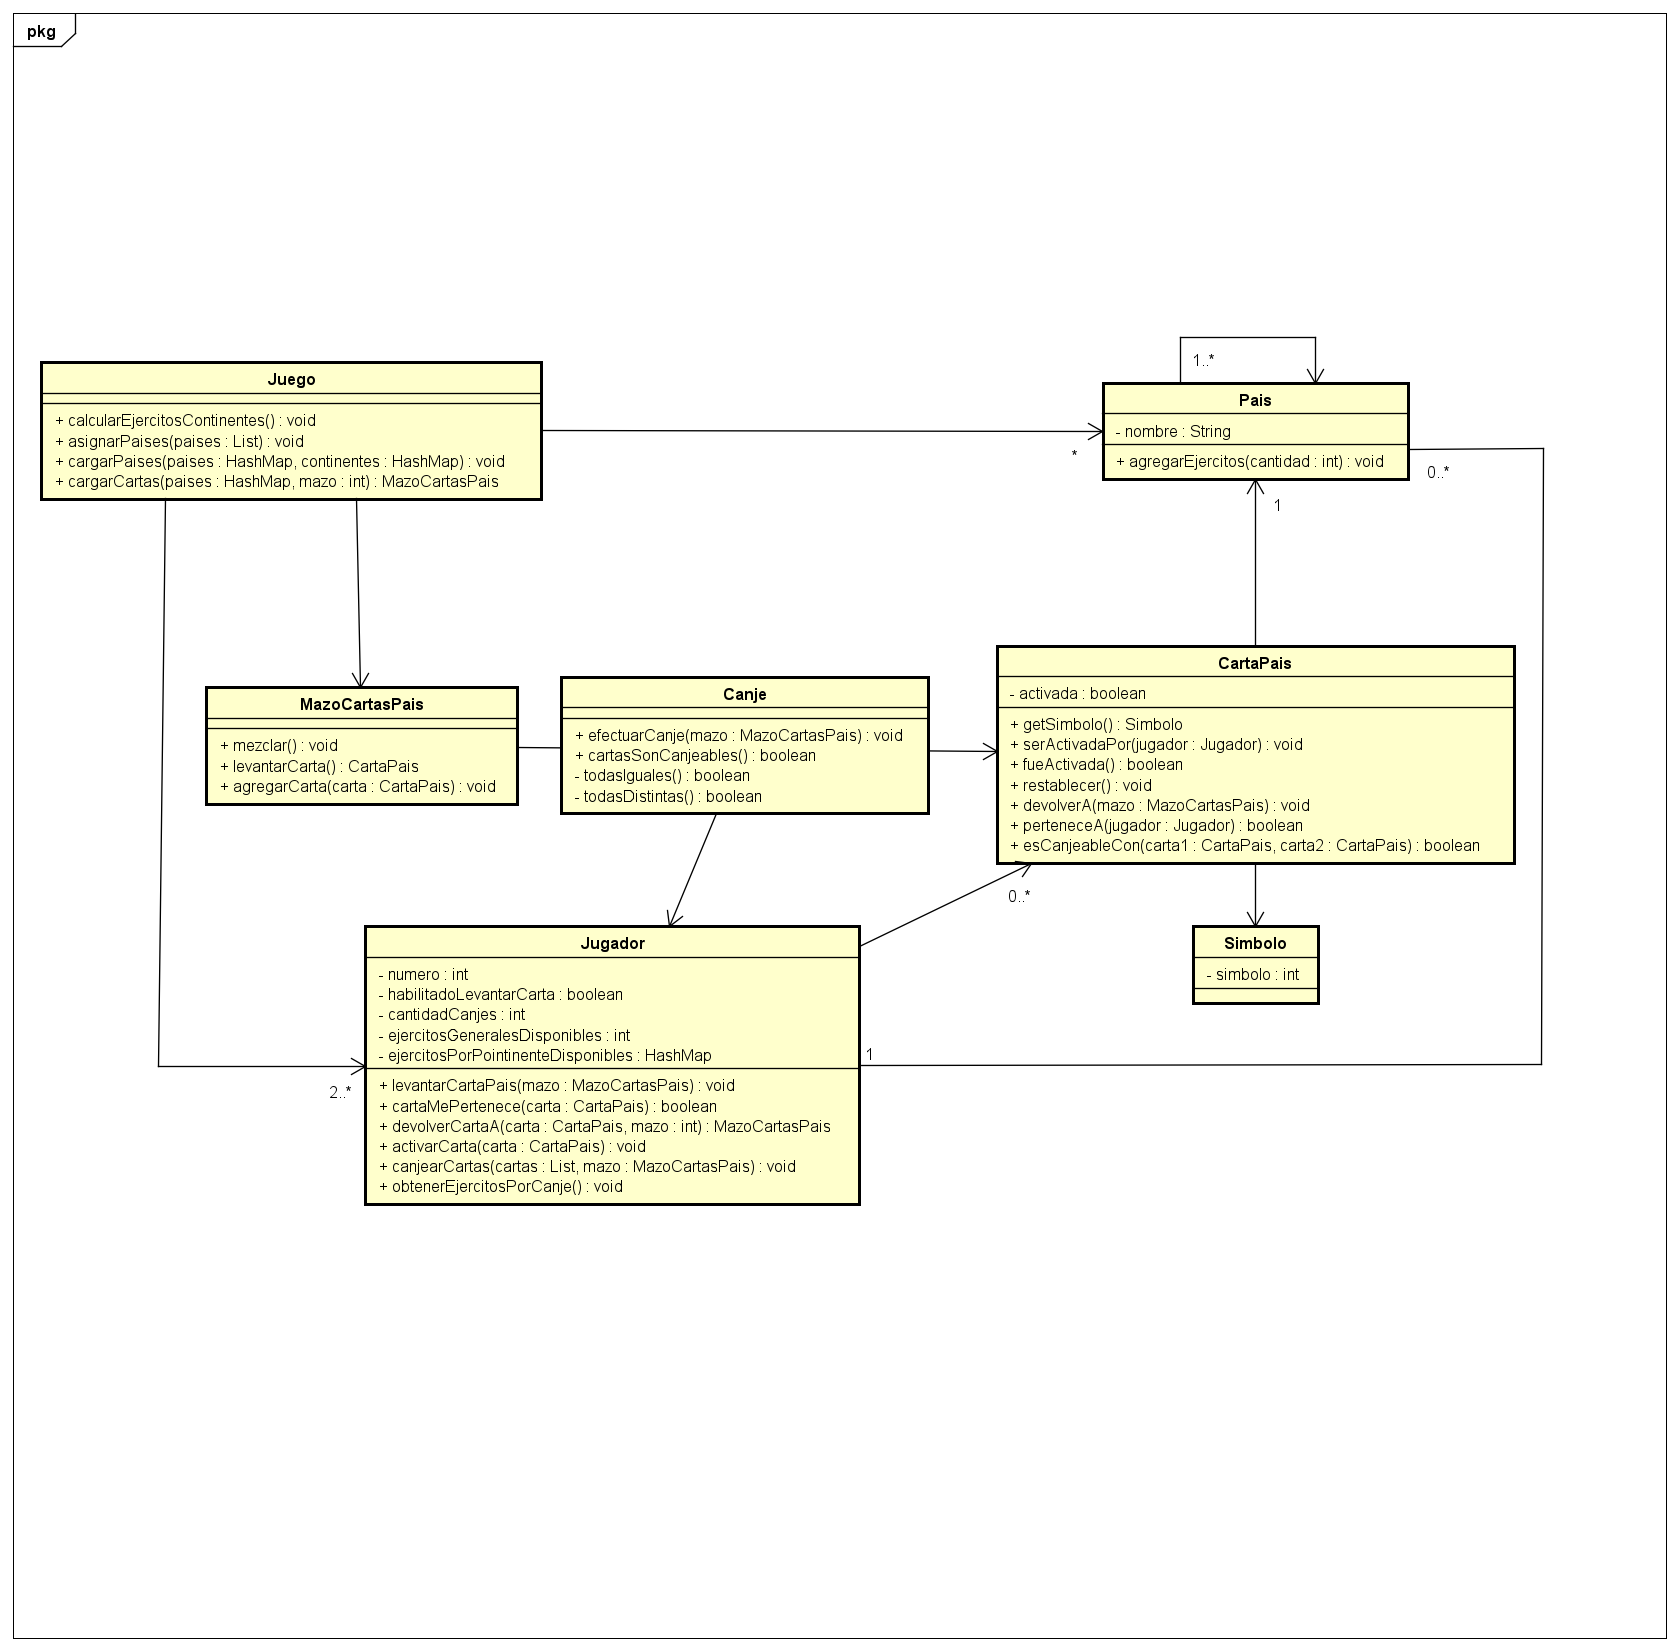 pkg
Juego
+ calcularEjercitosContinentes() : void
+ asignarPaises(paises : List) : void
+ cargarPaises(paises : HashMap, continentes : HashMap) : void
+ cargarCartas(paises : HashMap, mazo : int) : MazoCartasPais
1..*
Pais
- nombre : String
+ agregarEjercitos(cantidad : int) : void
*
0..*
1
MazoCartasPais
+ mezclar() : void
+ levantarCarta() : CartaPais
+ agregarCarta(carta : CartaPais) : void
Canje
+ efectuarCanje(mazo : MazoCartasPais) : void
+ cartasSonCanjeables() : boolean
- todasIguales() : boolean
- todasDistintas() : boolean
CartaPais
- activada : boolean
+ getSimbolo() : Simbolo
+ serActivadaPor(jugador : Jugador) : void
+ fueActivada() : boolean
+ restablecer() : void
+ devolverA(mazo : MazoCartasPais) : void
+ perteneceA(jugador : Jugador) : boolean
+ esCanjeableCon(carta1 : CartaPais, carta2 : CartaPais) : boolean
0..*
Jugador
- numero : int
- habilitadoLevantarCarta : boolean
- cantidadCanjes : int
- ejercitosGeneralesDisponibles : int
- ejercitosPorPointinenteDisponibles : HashMap
+ levantarCartaPais(mazo : MazoCartasPais) : void
+ cartaMePertenece(carta : CartaPais) : boolean
+ devolverCartaA(carta : CartaPais, mazo : int) : MazoCartasPais
+ activarCarta(carta : CartaPais) : void
+ canjearCartas(cartas : List, mazo : MazoCartasPais) : void
+ obtenerEjercitosPorCanje() : void
2..*
1
Simbolo
- simbolo : int